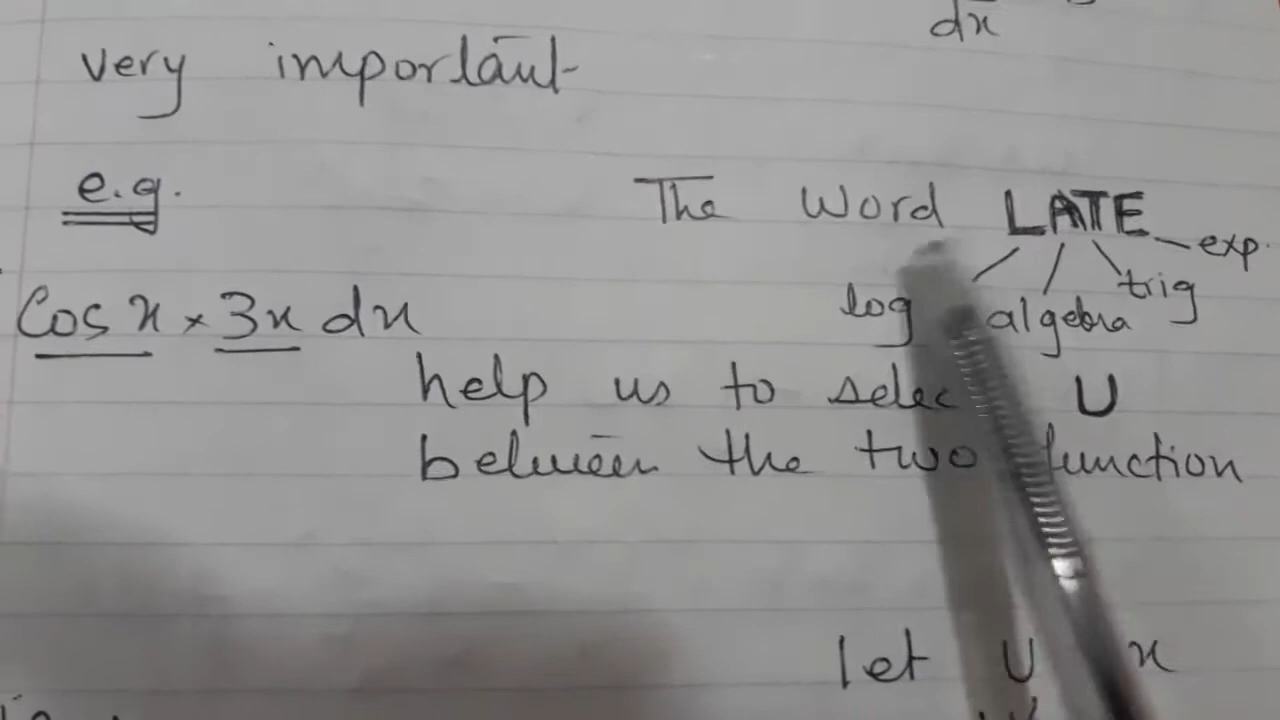 dx
very important
e.g.
The Word LATE
exp.
trig
log algebra
Cos x × 3x dx
help us to selec U
between the two function
let U x